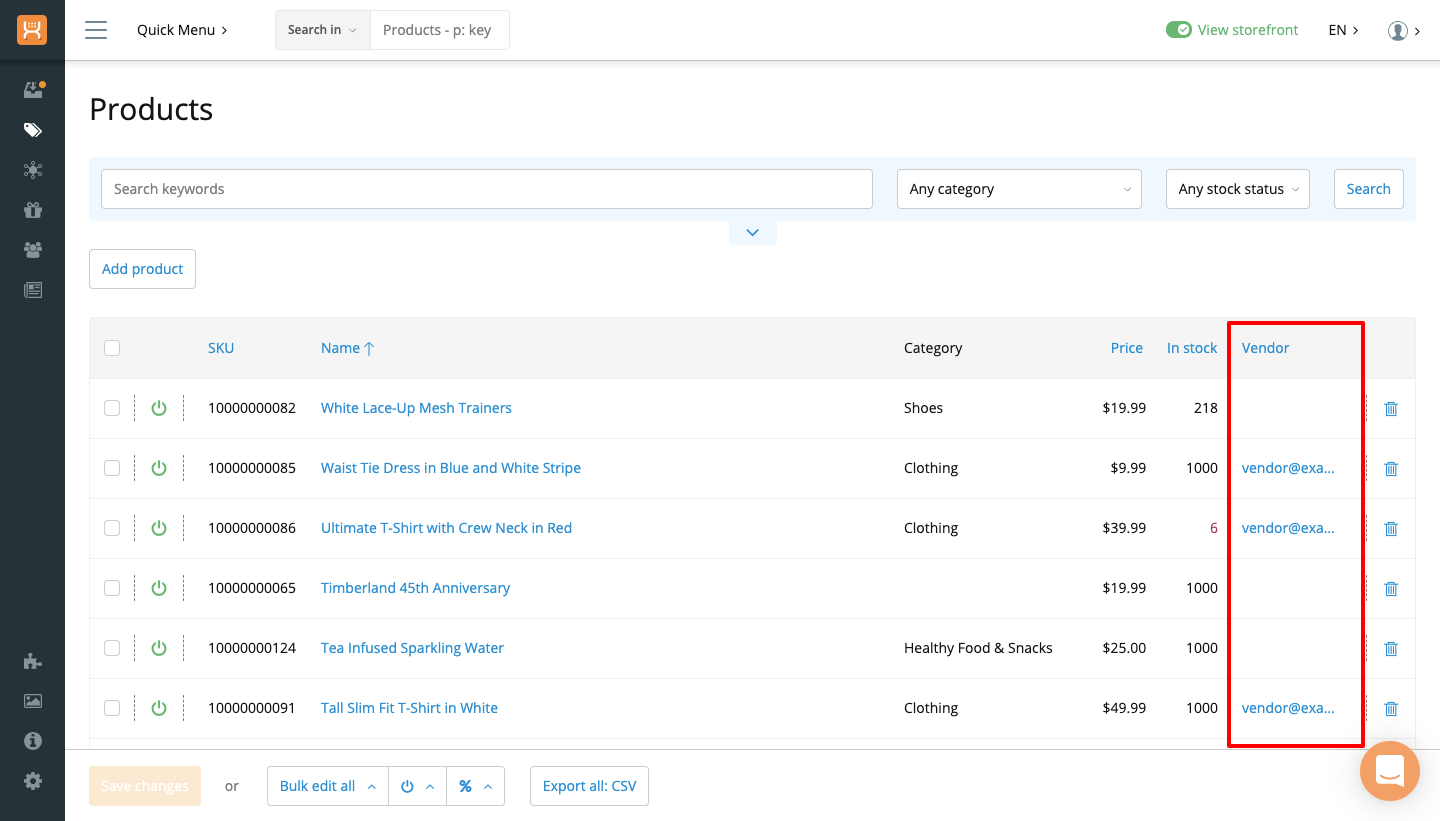 Quick Menu
Search in Products - p: key
View storefront EN
Products
Search keywords Any category Any stock status Search
Add product
SKU Name Category Price In stock Vendor
10000000082 White Lace-Up Mesh Trainers Shoes $19.99 218
10000000085 Waist Tie Dress in Blue and White Stripe Clothing $9.99 1000 vendor@exa...
10000000086 Ultimate T-Shirt with Crew Neck in Red Clothing $39.99 6 vendor@exa...
10000000065 Timberland 45th Anniversary $19.99 1000
10000000124 Tea Infused Sparkling Water Healthy Food & Snacks $25.00 1000
10000000091 Tall Slim Fit T-Shirt in White Clothing $49.99 1000 vendor@exa...
Save changes or Bulk edit all % Export all: CSV